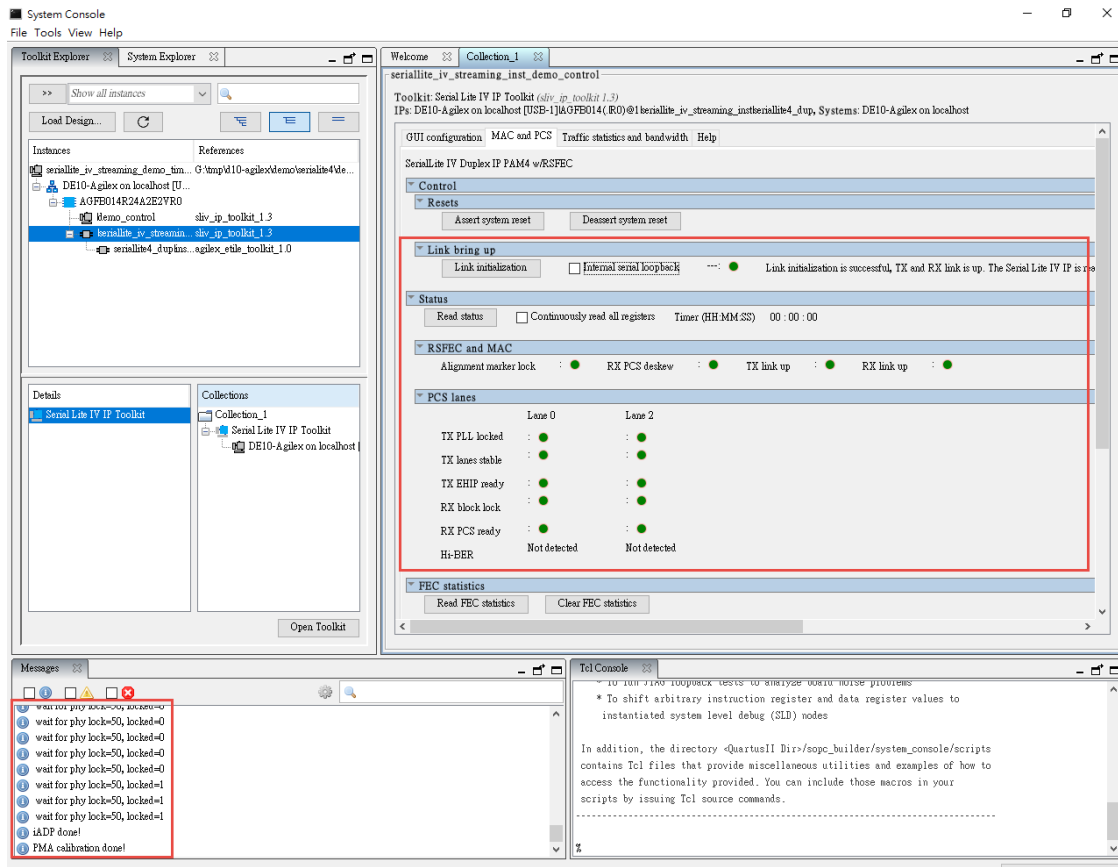 System Console
File Tools View Help
Toolkit Explorer
System Explorer
>> Show all instances
Load Design...
Instances References
seriallite_iv_streaming_demo_tim... G:\tmp\d10-agilex\demo\serialite4\de...
DE10-Agilex on localhost [U...
AGFB014R24A2E2VR0
demo_control sliv_ip_toolkit_1.3
seriallite_iv_streamin... sliv_ip_toolkit_1.3
agilex_etile_toolkit_1.0
Details
Serial Lite IV IP Toolkit
Collections
Collection_1
Serial Lite IV IP Toolkit
DE10-Agilex on localhost [
Open Toolkit
Welcome
Collection_1
seriallite_iv_streaming_inst_demo_control
Toolkit: Serial Lite IV IP Toolkit (sliv_ip_toolkit 1.3)
Systems: DE10-Agilex on localhost
GUI configuration MAC and PCS Traffic statistics and bandwidth Help
SerialLite IV Duplex IP PAM4 w/RSFEC
Control
Resets
Assert system reset Deassert system reset
Link bring up
Link initialization Internal serial loopback ---: Link initialization is successful, TX and RX link is up. The Serial Lite IV IP is
Status
Read status Continuously read all registers Timer (HH:MM:SS) 00 : 00 : 00
RSFEC and MAC
Alignment marker lock : RX PCS deskew : TX link up : RX link up :
PCS lanes
Lane 0 Lane 2
TX PLL locked : :
TX lanes stable : :
TX EHIP ready : :
RX block lock : :
RX PCS ready : :
Hi-BER Not detected Not detected
FEC statistics
Read FEC statistics Clear FEC statistics
Messages
wait for phy lock=50, locked=0
wait for phy lock=50, locked=0
wait for phy lock=50, locked=0
wait for phy lock=50, locked=0
wait for phy lock=50, locked=0
wait for phy lock=50, locked=1
wait for phy lock=50, locked=1
wait for phy lock=50, locked=1
iADP done!
PMA calibration done!
Tcl Console
* To run JTAG loopback tests to analyze board noise problems
* To shift arbitrary instruction register and data register values to
instantiated system level debug (SLD) nodes
In addition, the directory <QuartusII Dir>/sopc_builder/system_console/scripts
contains Tcl files that provide miscellaneous utilities and examples of how to
access the functionality provided. You can include those macros in your
scripts by issuing Tcl source commands.
--------------------------------------------------------------------------------
%